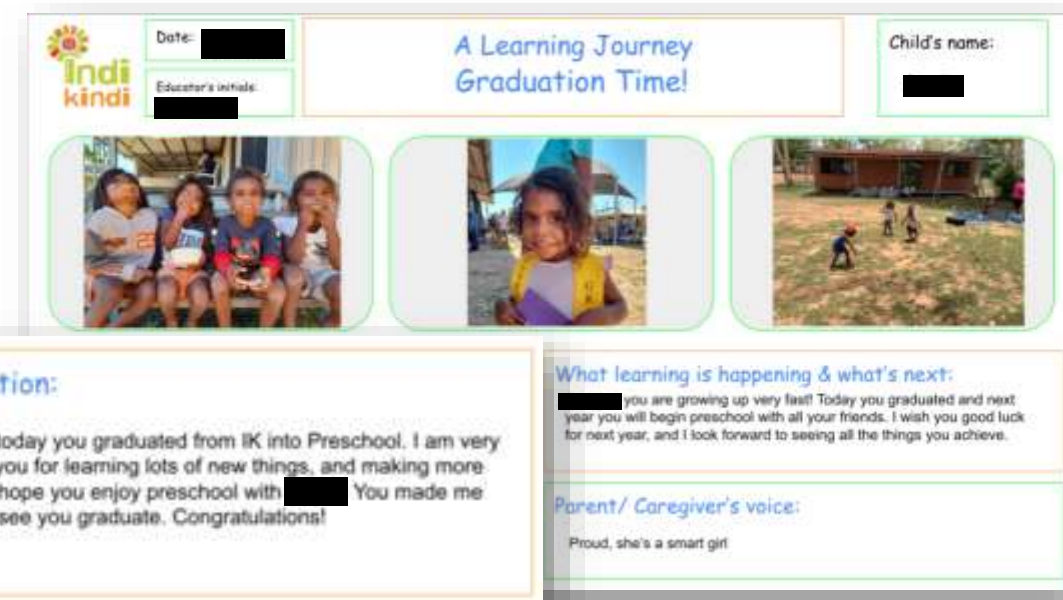 Indi
kindi
Date:
Educator's initials:
A Learning Journey
Graduation Time!
Child's name:
tion:
today you graduated from IK into Preschool. I am very
you for learning lots of new things, and making more
hope you enjoy preschool with You made me
see you graduate. Congratulations!
What learning is happening & what's next:
you are growing up very fast! Today you graduated and next
year you will begin preschool with all your friends. I wish you good luck
for next year, and I look forward to seeing all the things you achieve.
Parent/ Caregiver's voice:
Proud, she's a smart girl